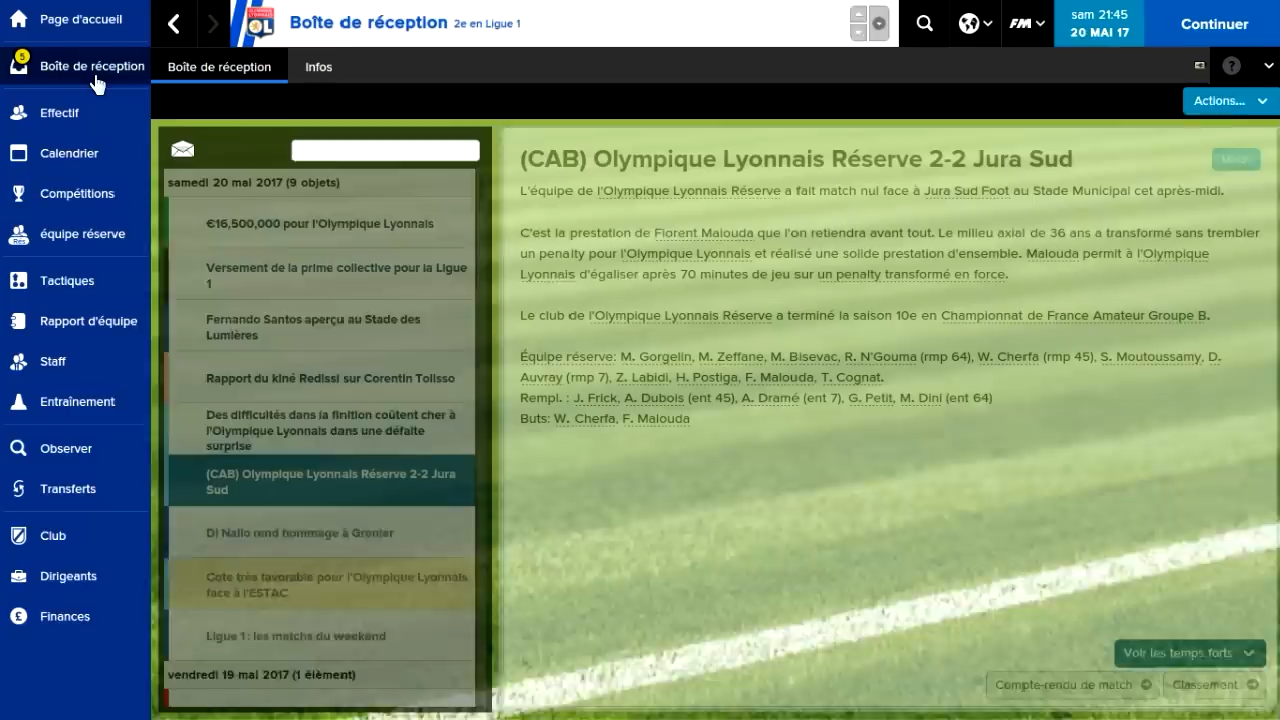 Page d'accueil
5
Boîte de réception
Effectif
Calendrier
Compétitions
Rés
équipe réserve
Tactiques
Rapport d'équipe
Staff
Entraînement
Observer
Transferts
Club
Dirigeants
Finances
OL
Boîte de réception 2e en Ligue 1
FM
sam 21:45
20 MAI 17
Continuer
Boîte de réception
Infos
Actions...
samedi 20 mai 2017 (9 objets)
€16,500,000 pour l'Olympique Lyonnais
Versement de la prime collective pour la Ligue
1
Fernando Santos aperçu au Stade des
Lumières
Rapport du kiné Redissi sur Corentin Tolisso
Des difficultés dans la finition coûtent cher à
l'Olympique Lyonnais dans une défaite
surprise
(CAB) Olympique Lyonnais Réserve 2-2 Jura
Sud
Di Nallo rend hommage à Grenier
Cote très favorable pour l'Olympique Lyonnais
face à l'ESTAC
Ligue 1 : les matchs du weekend
vendredi 19 mai 2017 (1 élément)
(CAB) Olympique Lyonnais Réserve 2-2 Jura Sud
L'équipe de l'Olympique Lyonnais Réserve a fait match nul face à Jura Sud Foot au Stade Municipal cet après-midi.
C'est la prestation de Florent Malouda que l'on retiendra avant tout. Le milieu axial de 36 ans a transformé sans trembler
un penalty pour l'Olympique Lyonnais et réalisé une solide prestation d'ensemble. Malouda permit à l'Olympique
Lyonnais d'égaliser après 70 minutes de jeu sur un penalty transformé en force.
Le club de l'Olympique Lyonnais Réserve a terminé la saison 10e en Championnat de France Amateur Groupe B.
Équipe réserve: M. Gorgelin, M. Zeffane, M. Bisevac, R. N'Gouma (rmp 64), W. Cherfa (rmp 45), S. Moutoussamy, D.
Auvray (rmp 7), Z. Labidi, H. Postiga, F. Malouda, T. Cognat.
Rempl. : J. Frick, A. Dubois (ent 45), A. Dramé (ent 7), G. Petit, M. Dini (ent 64)
Buts: W. Cherfa, F. Malouda
Voir les temps forts
Compte-rendu de match
Classement